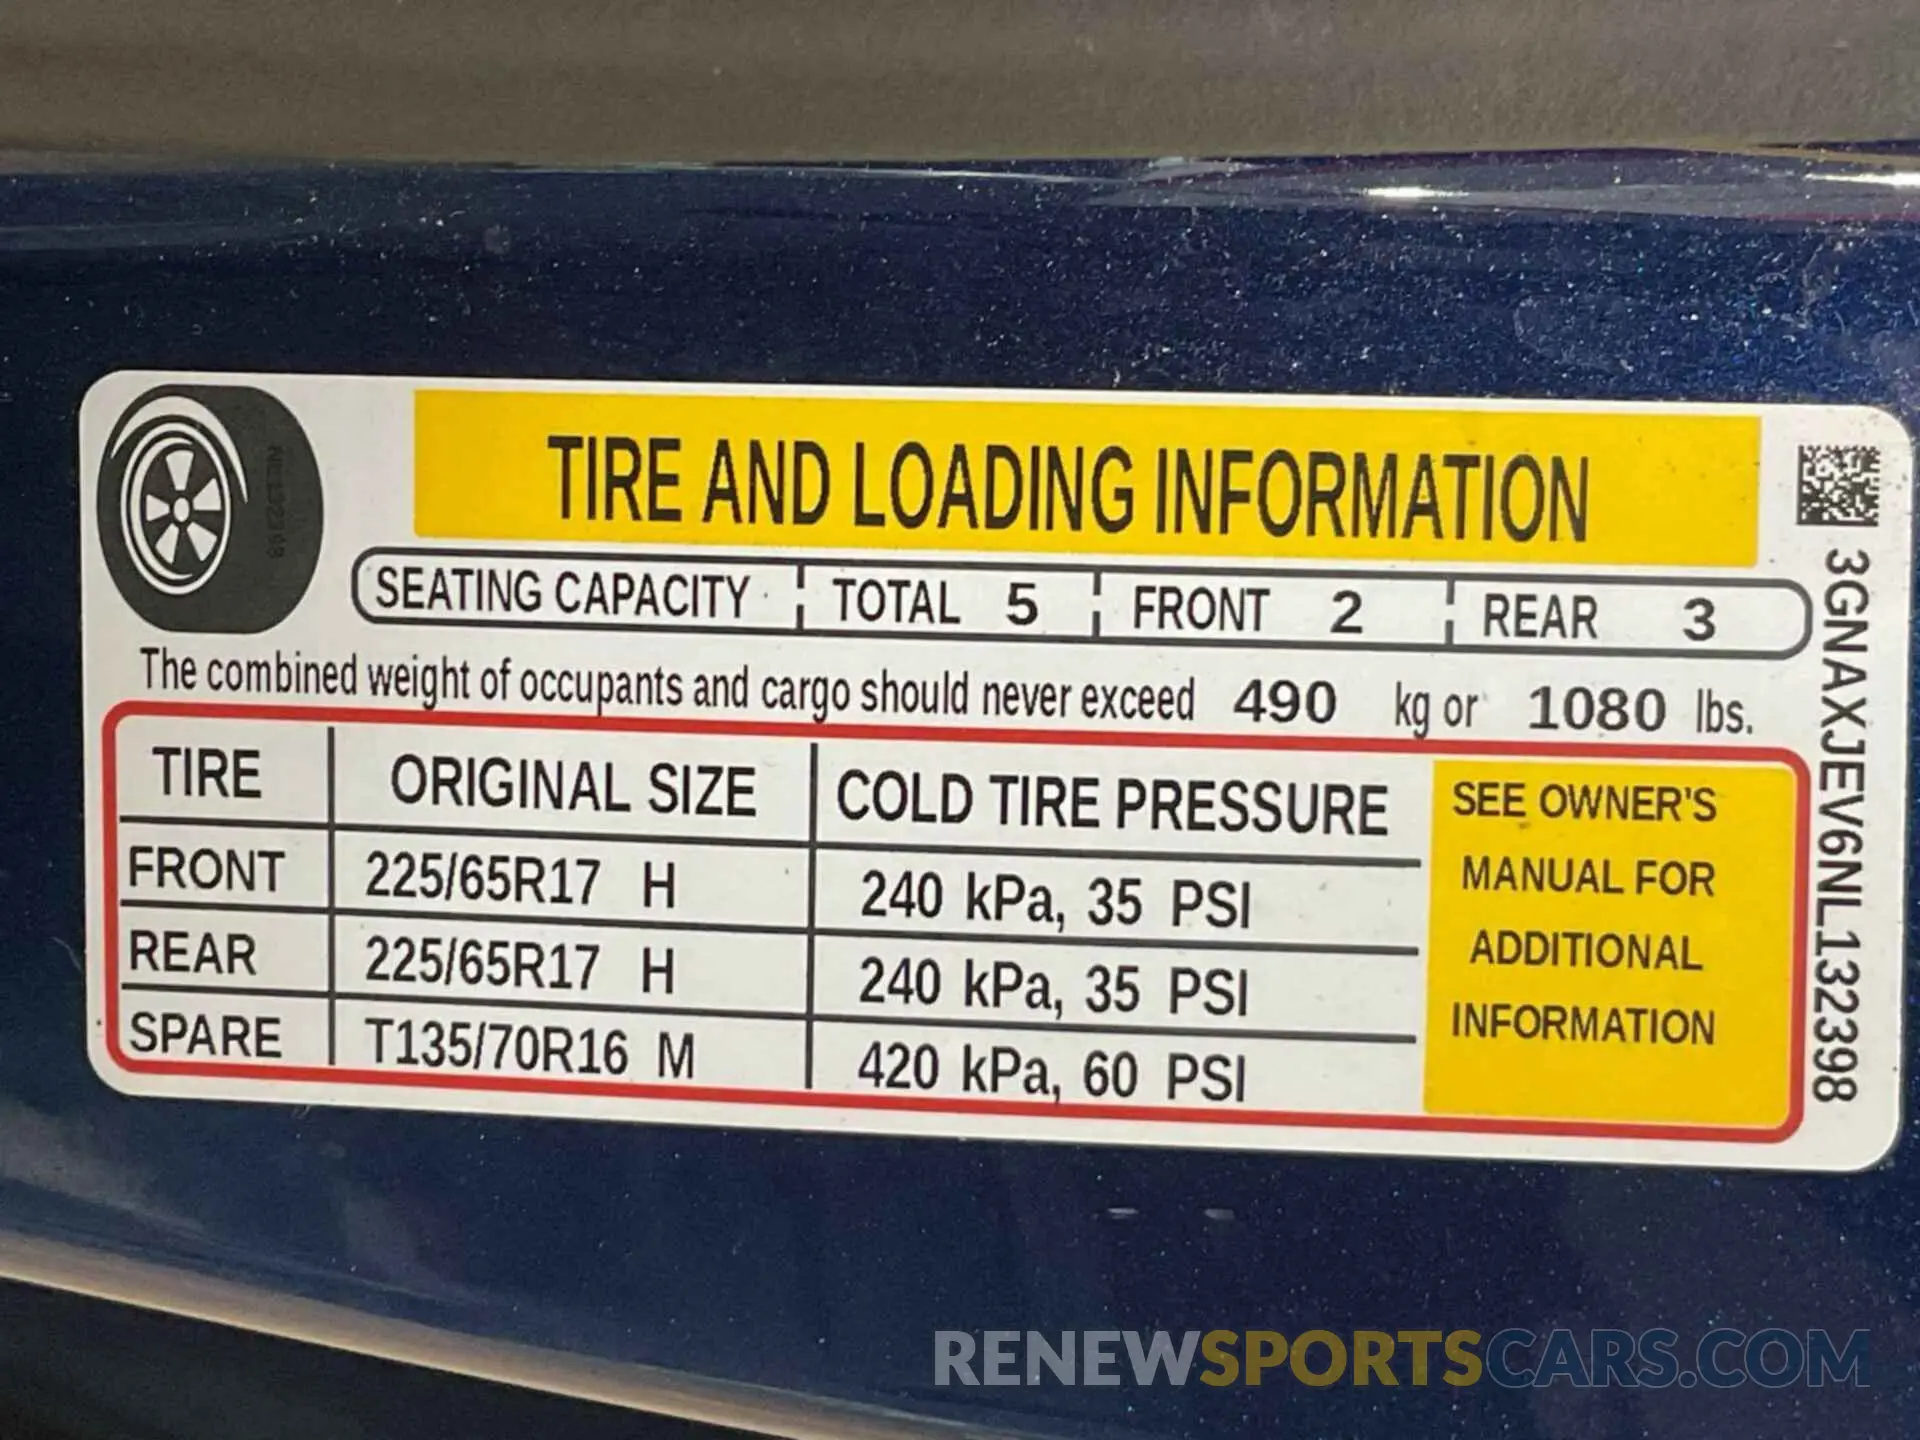 TIRE AND LOADING INFORMATION
SEATING CAPACITY TOTAL 5 FRONT 2 REAR 3
The combined weight of occupants and cargo should never exceed 490 kg or 1080 lbs.
TIRE ORIGINAL SIZE COLD TIRE PRESSURE
FRONT 225/65R17 H 240 kPa, 35 PSI
REAR 225/65R17 H 240 kPa, 35 PSI
SPARE T135/70R16 M 420 kPa, 60 PSI
SEE OWNER'S
MANUAL FOR
ADDITIONAL
INFORMATION
3GNAXJEV6NL132398
RENEWSPORTSCARS.COM